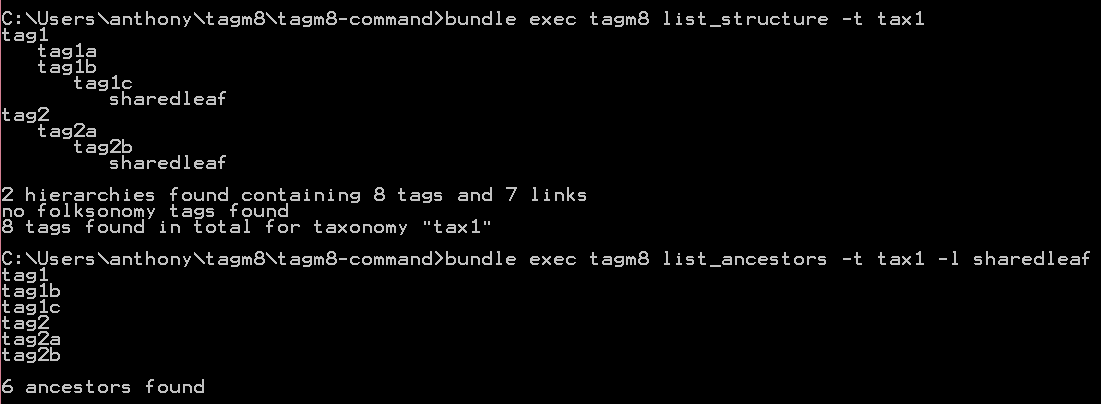 C:\Users\anthony\tagm8\tagm8-command>bundle exec tagm8 list_structure -t tax1
tag1
   tag1a
   tag1b
      tag1c
         sharedleaf
tag2
   tag2a
      tag2b
         sharedleaf

2 hierarchies found containing 8 tags and 7 links
no folksonomy tags found
8 tags found in total for taxonomy "tax1"

C:\Users\anthony\tagm8\tagm8-command>bundle exec tagm8 list_ancestors -t tax1 -l sharedleaf
tag1
tag1b
tag1c
tag2
tag2a
tag2b

6 ancestors found